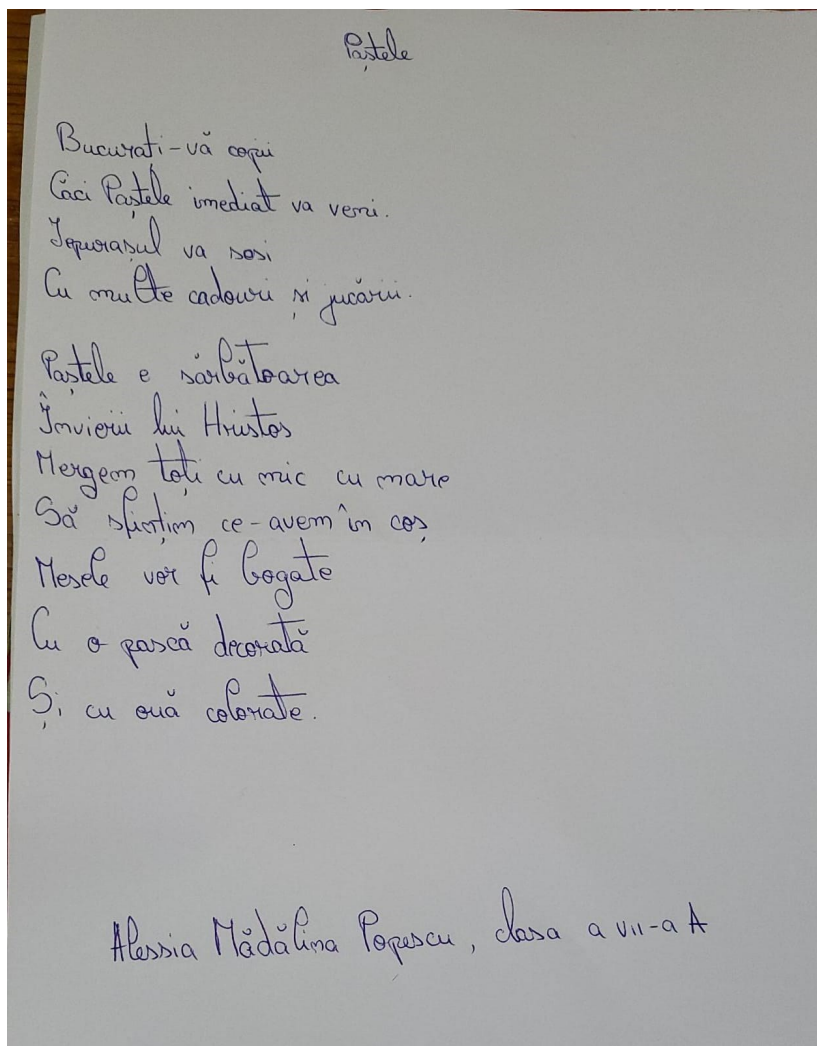 Paștele
Bucurati-vă copii
Căci Paștele imediat va veni.
Iepurasul va sosi
Cu multe cadouri și jucării.
Paștele e sărbătoarea
Învierii lui Hristos
Mergem toți cu mic cu mare
Să sfințim ce-avem în coș
Mesele vor fi bogate
Cu o pască decorată
Și cu ouă colorate.
Alessia Mădălina Popescu, clasa a VII-a A